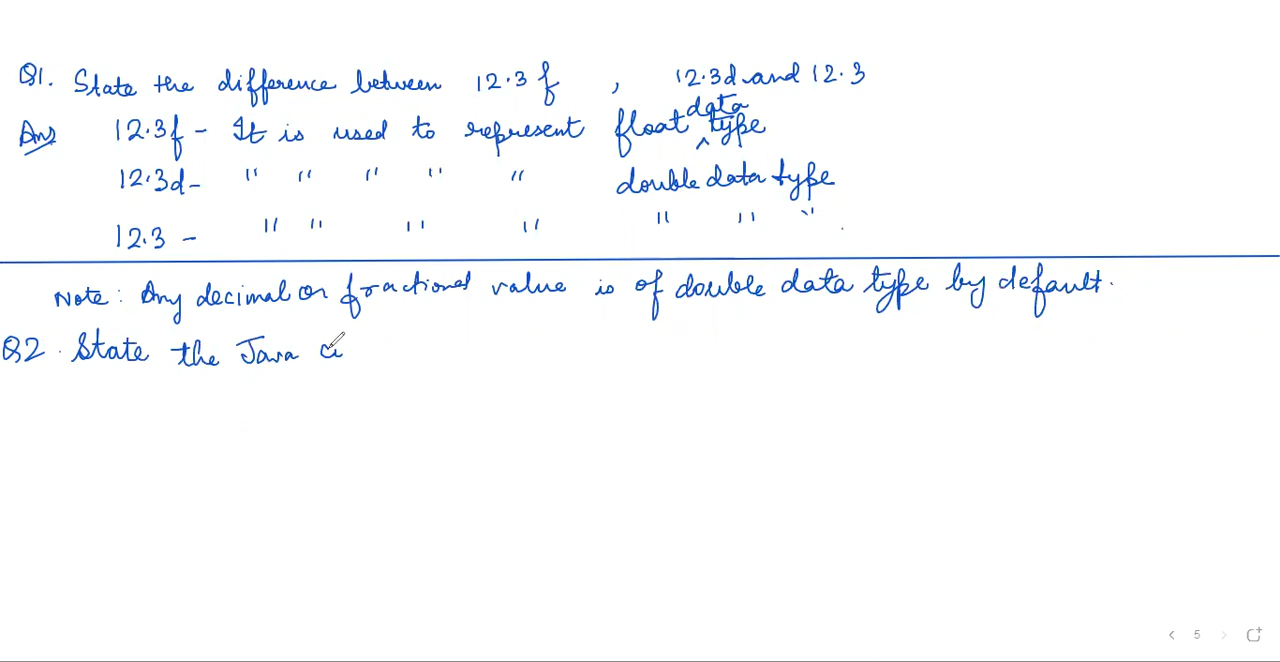 Q1. State the difference between 12.3f , 12.3d and 12.3
Ans 12.3f - It is used to represent float data type
12.3d - " " " " " double data type
12.3 - " " " " " " "
Note: Any decimal or fractional value is of double data type by default.
Q2. State the Java
5